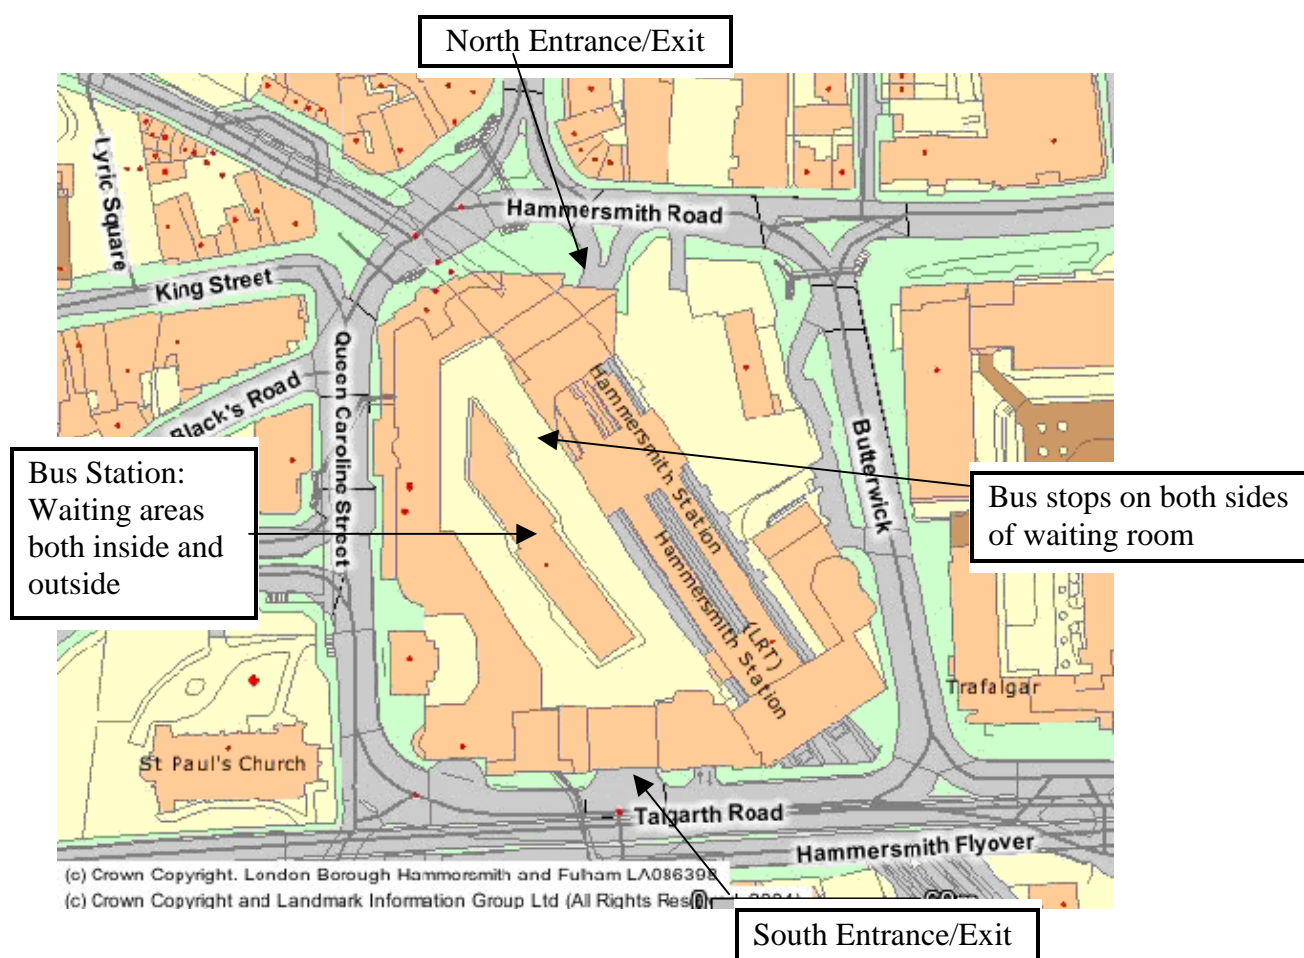 North Entrance/Exit
Lyric Square
Hammersmith Road
King Street
Queen Caroline Street
Black's Road
Hammersmith Station
Butterwick
Bus Station:
Waiting areas
both inside and
outside
Bus stops on both sides
of waiting room
Hammersmith Station
(LRT)
Hammersmith Station
Trafalgar
St Paul's Church
Talgarth Road
Hammersmith Flyover
(c) Crown Copyright. London Borough Hammersmith and Fulham LA086398
(c) Crown Copyright and Landmark Information Group Ltd (All Rights
South Entrance/Exit